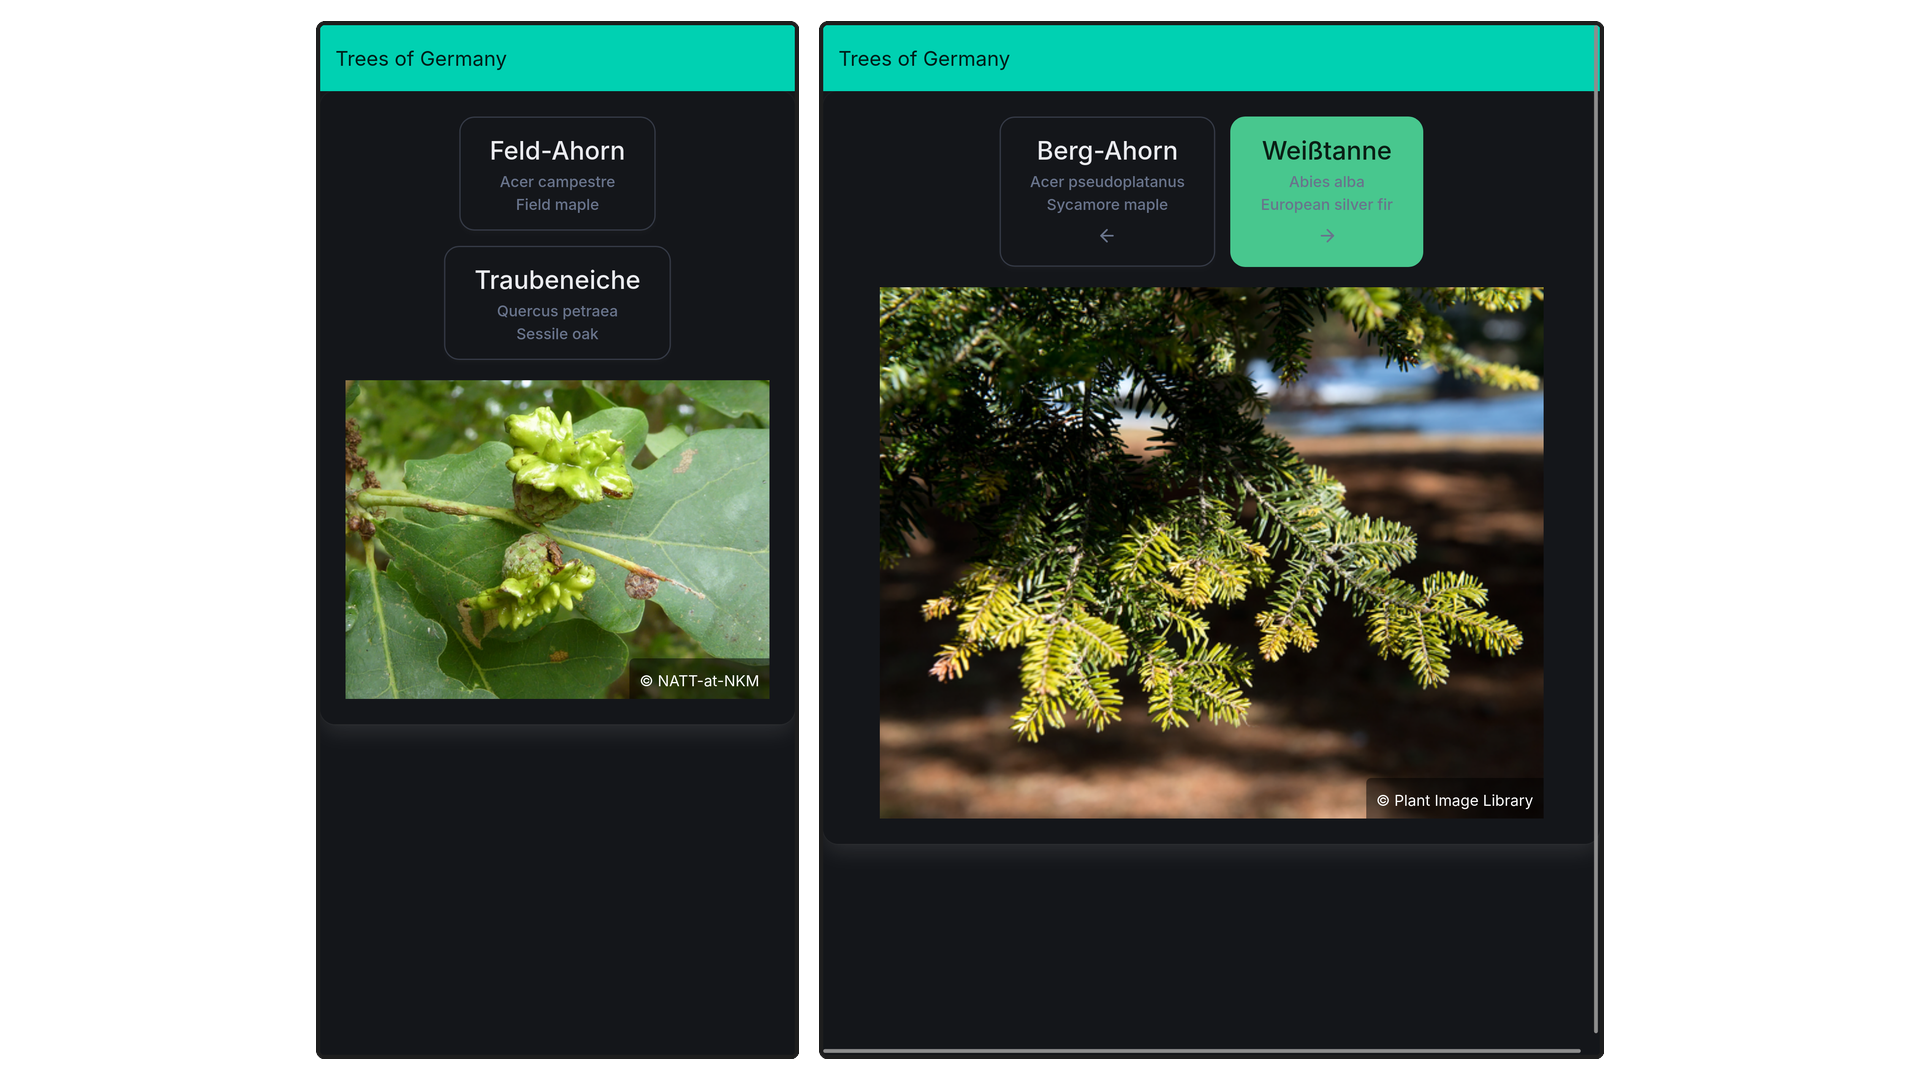 Trees of Germany
Feld-Ahorn
Acer campestre
Field maple
Traubeneiche
Quercus petraea
Sessile oak
© NATT-at-NKM
Trees of Germany
Berg-Ahorn
Acer pseudoplatanus
Sycamore maple
←
Weißtanne
Abies alba
European silver fir
→
© Plant Image Library